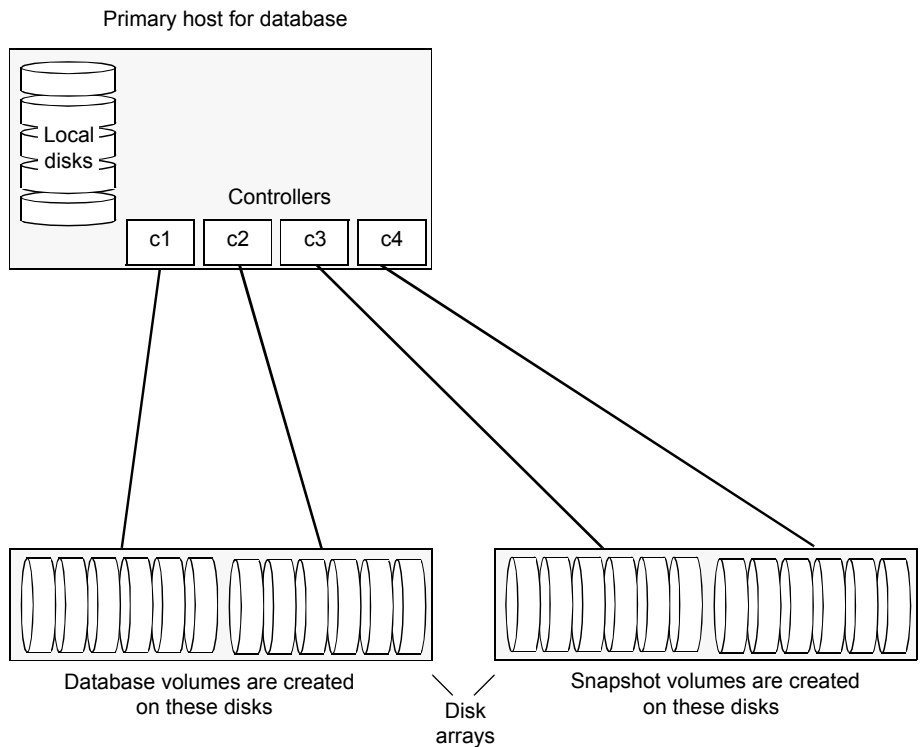 Primary host for database
Local
disks
Controllers
c1
c2
c3
c4
Database volumes are created
on these disks
Disk
arrays
Snapshot volumes are created
on these disks